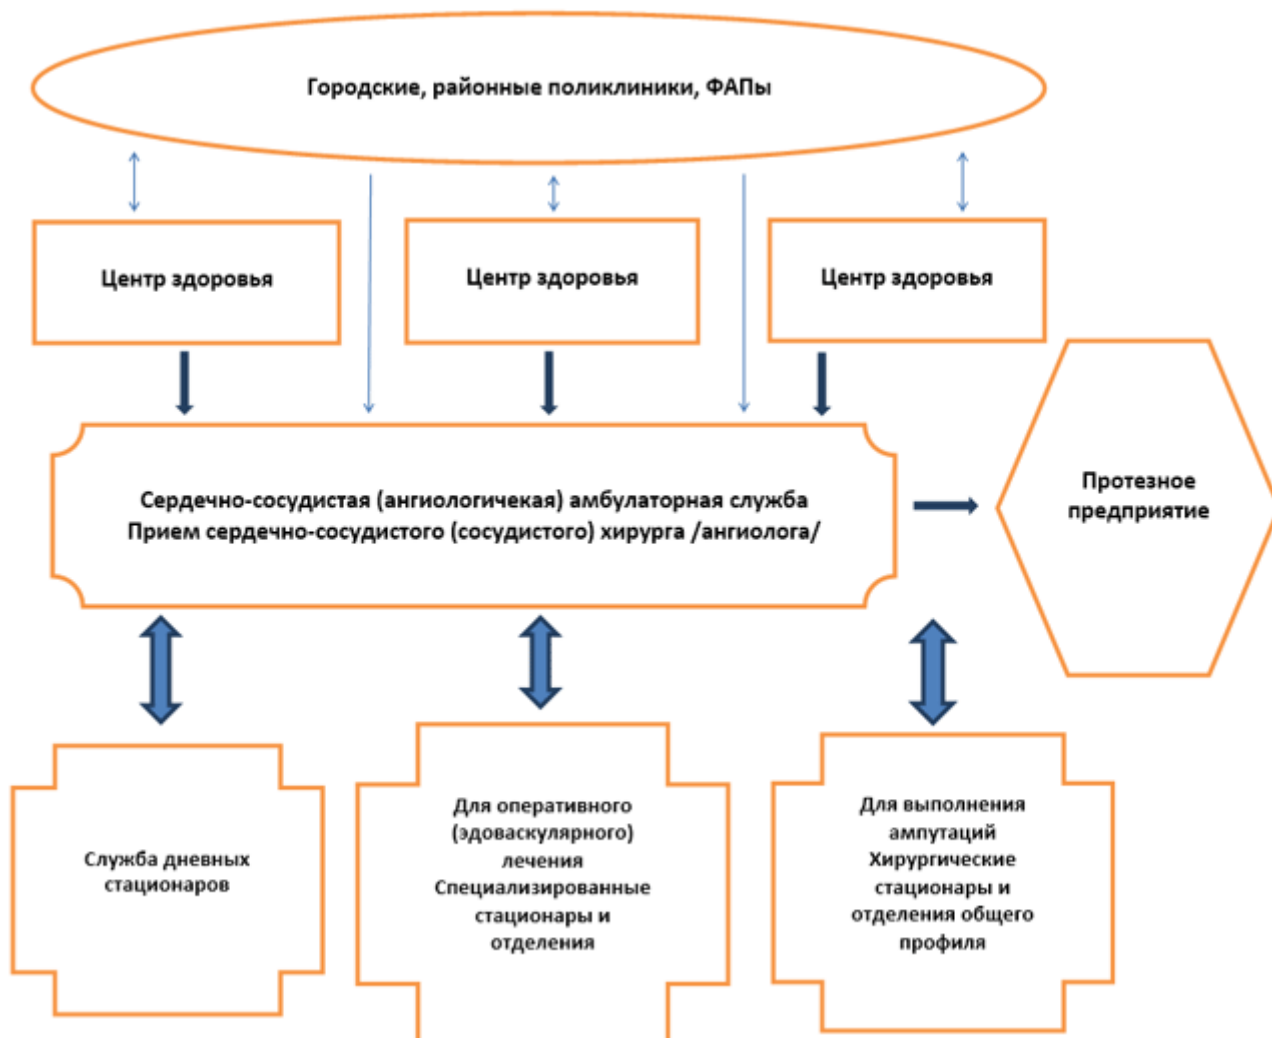 Городские, районные поликлиники, ФАПы
Центр здоровья
Центр здоровья
Центр здоровья
Сердечно-сосудистая (ангиологичекая) амбулаторная служба
Прием сердечно-сосудистого (сосудистого) хирурга /ангиолога/
Протезное
предприятие
Служба дневных
стационаров
Для оперативного
(эдоваскулярного)
лечения
Специализированные
стационары и
отделения
Для выполнения
ампутаций
Хирургические
стационары и
отделения общего
профиля